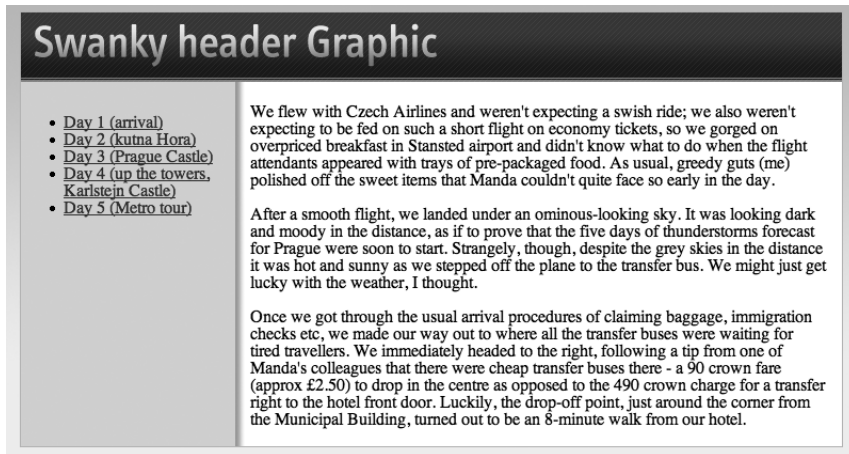 Swanky header Graphic
Day 1 (arrival)
Day 2 (kutna Hora)
Day 3 (Prague Castle)
Day 4 (up the towers,
Karlstejn Castle)
Day 5 (Metro tour)
We flew with Czech Airlines and weren't expecting a swish ride; we also weren't
expecting to be fed on such a short flight on economy tickets, so we gorged on
overpriced breakfast in Stansted airport and didn't know what to do when the flight
attendants appeared with trays of pre-packaged food. As usual, greedy guts (me)
polished off the sweet items that Manda couldn't quite face so early in the day.
After a smooth flight, we landed under an ominous-looking sky. It was looking dark
and moody in the distance, as if to prove that the five days of thunderstorms forecast
for Prague were soon to start. Strangely, though, despite the grey skies in the distance
it was hot and sunny as we stepped off the plane to the transfer bus. We might just get
lucky with the weather, I thought.
Once we got through the usual arrival procedures of claiming baggage, immigration
checks etc, we made our way out to where all the transfer buses were waiting for
tired travellers. We immediately headed to the right, following a tip from one of
Manda's colleagues that there were cheap transfer buses there - a 90 crown fare
(approx £2.50) to drop in the centre as opposed to the 490 crown charge for a transfer
right to the hotel front door. Luckily, the drop-off point, just around the corner from
the Municipal Building, turned out to be an 8-minute walk from our hotel.